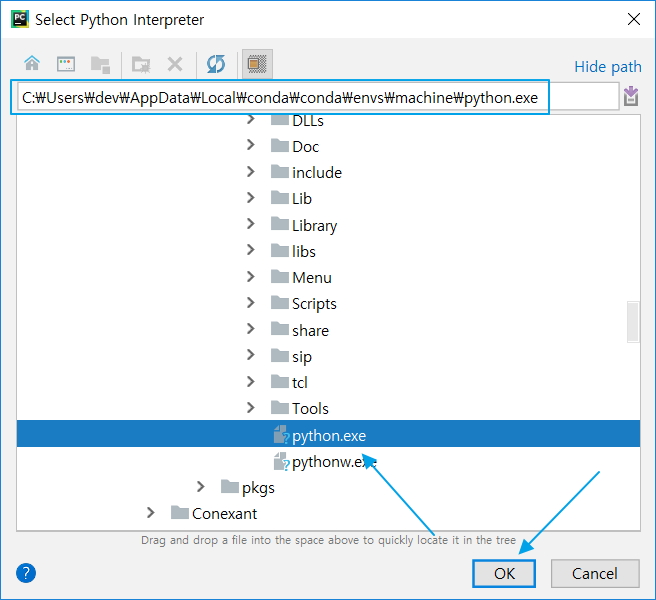 Select Python Interpreter
Hide path
C:₩Users₩dev₩AppData₩Local₩conda₩conda₩envs₩machine₩python.exe
DLLs
Doc
include
Lib
Library
libs
Menu
Scripts
share
sip
tcl
Tools
python.exe
pythonw.exe
pkgs
Conexant
Drag and drop a file into the space above to quickly locate it in the tree
? OK Cancel